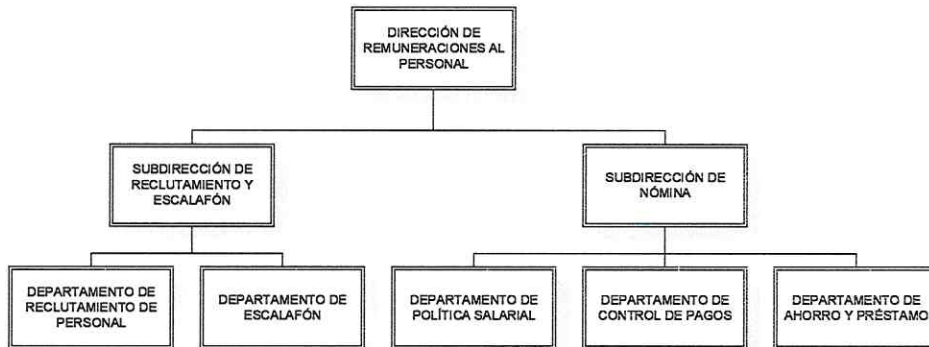 DIRECCIÓN DE
REMUNERACIONES AL
PERSONAL
SUBDIRECCIÓN DE
RECLUTAMIENTO Y
ESCALAFÓN
SUBDIRECCIÓN DE
NÓMINA
DEPARTAMENTO DE
RECLUTAMIENTO DE
PERSONAL
DEPARTAMENTO DE
ESCALAFÓN
DEPARTAMENTO DE
POLÍTICA SALARIAL
DEPARTAMENTO DE
CONTROL DE PAGOS
DEPARTAMENTO DE
AHORRO Y PRÉSTAMO